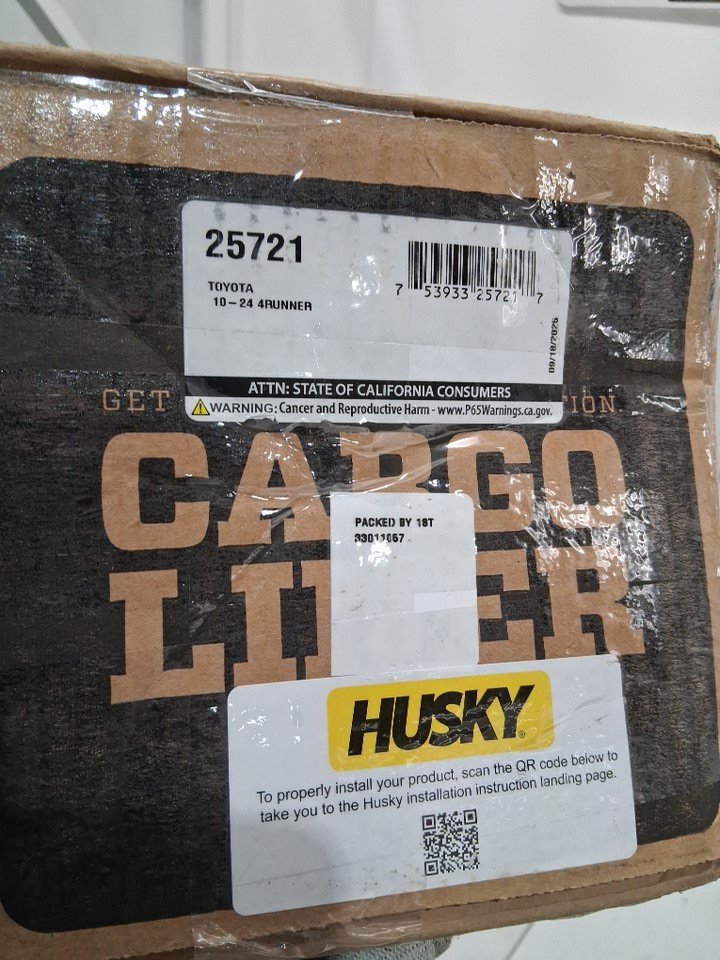 25721
TOYOTA
10-24 4RUNNER
7 53933 25721 7
09/18/2025
ATTN: STATE OF CALIFORNIA CONSUMERS
WARNING: Cancer and Reproductive Harm - www.P65Warnings.ca.gov.
GET TION
CARGO
PACKED BY 1ST
33011057
LINER
HUSKY®
To properly install your product, scan the QR code below to
take you to the Husky installation instruction landing page.